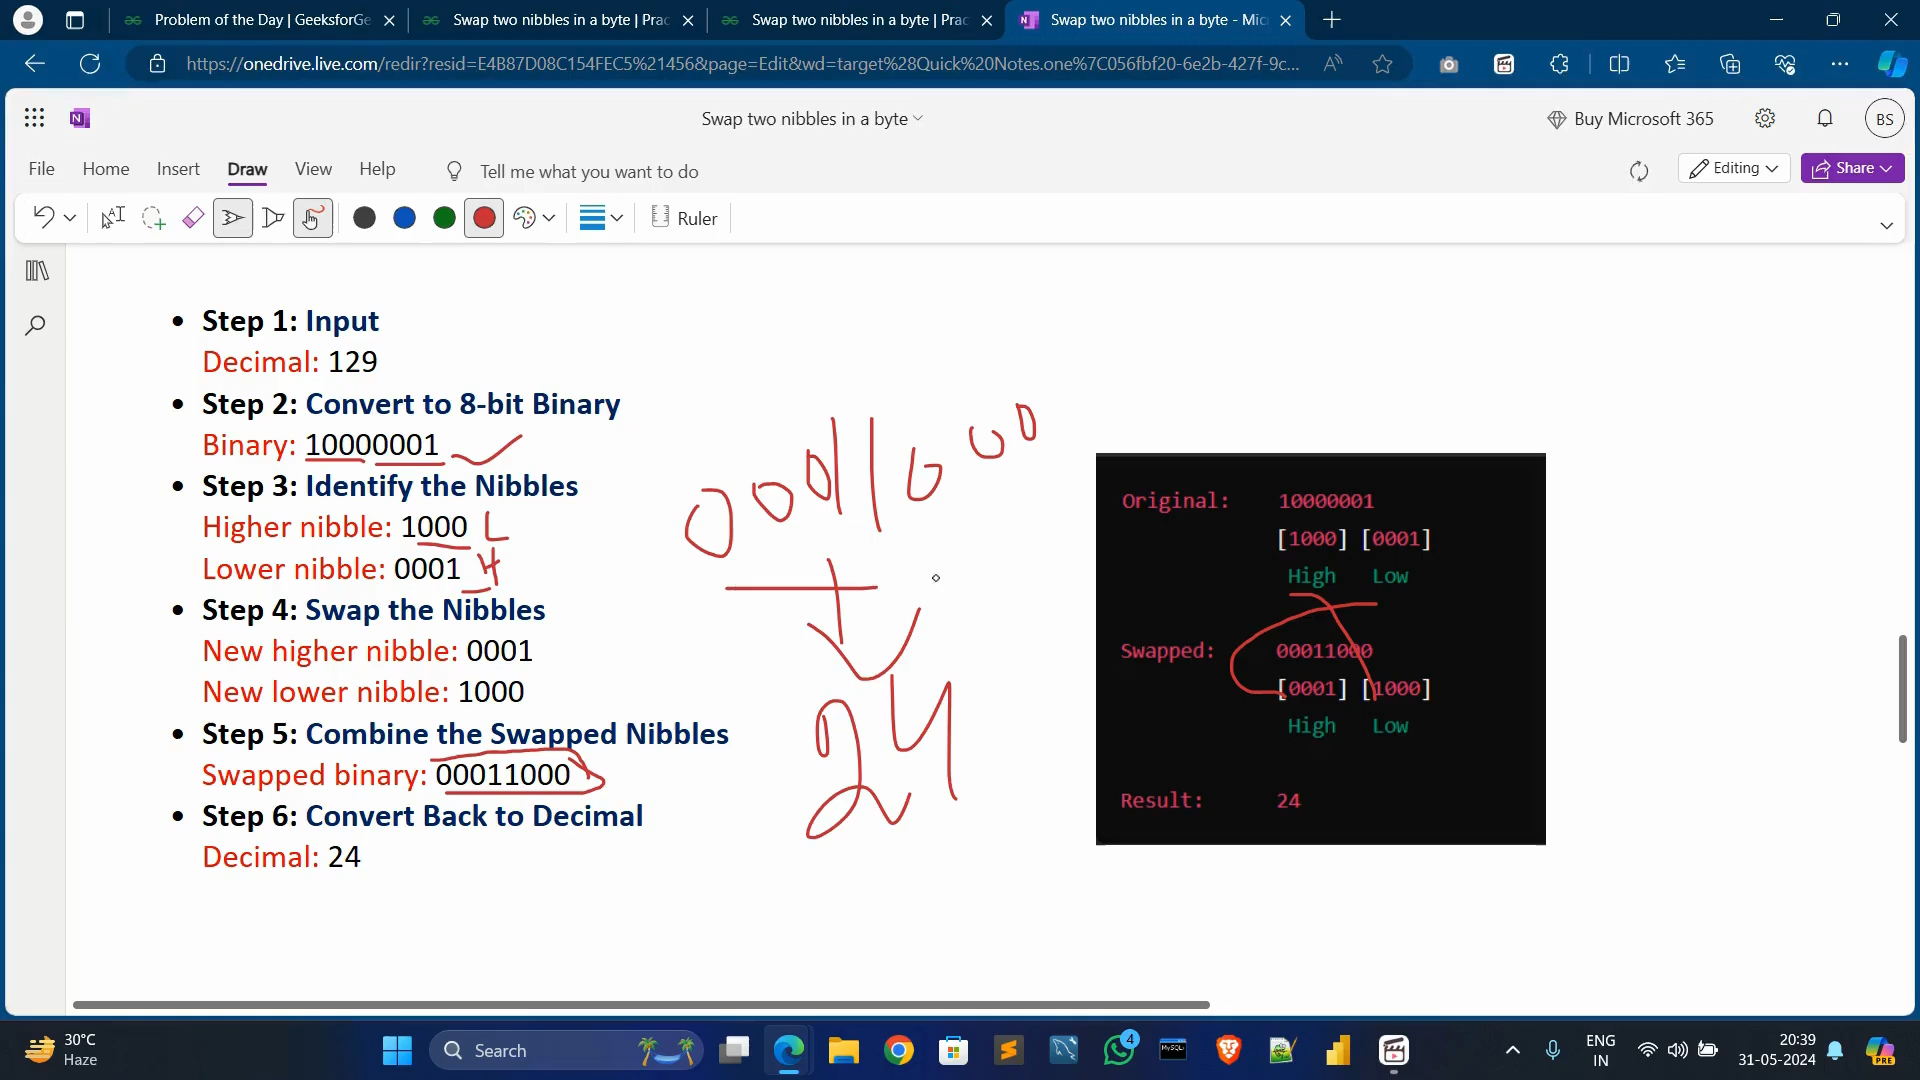 Problem of the Day | GeeksforGe
Swap two nibbles in a byte | Prac
Swap two nibbles in a byte | Prac
Swap two nibbles in a byte - Mic
https://onedrive.live.com/redir?resid=E4B87D08C154FEC5%21456&page=Edit&wd=target%28Quick%20Notes.one%7C056fbf20-6e2b-427f-9c...
Swap two nibbles in a byte
Buy Microsoft 365
BS
File Home Insert Draw View Help Tell me what you want to do
Editing Share
Ruler
• Step 1: Input
Decimal: 129
• Step 2: Convert to 8-bit Binary
Binary: 10000001
• Step 3: Identify the Nibbles
Higher nibble: 1000 L
Lower nibble: 0001 H
• Step 4: Swap the Nibbles
New higher nibble: 0001
New lower nibble: 1000
• Step 5: Combine the Swapped Nibbles
Swapped binary: 00011000
• Step 6: Convert Back to Decimal
Decimal: 24
00011000
24
Original: 10000001
[1000] [0001]
High Low
Swapped: 00011000
[0001] [1000]
High Low
Result: 24
30°C
Haze
Search
4
MySQL
ENG
IN
20:39
31-05-2024
PRE